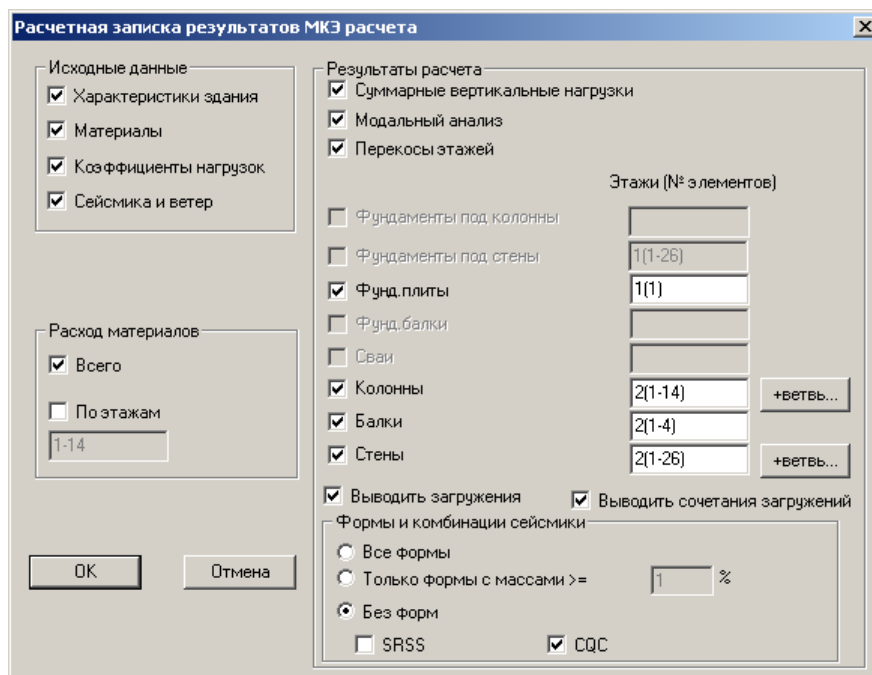 Расчетная записка результатов МКЭ расчета
Исходные данные
Характеристики здания
Материалы
Коэффициенты нагрузок
Сейсмика и ветер
Расход материалов
Всего
По этажам
1-14
OK
Отмена
Результаты расчета
Суммарные вертикальные нагрузки
Модальный анализ
Перекосы этажей
Этажи (№ элементов)
Фундаменты под колонны
Фундаменты под стены 1(1-26)
Фунд.плиты 1(1)
Фунд.балки
Сваи
Колонны 2(1-14) +ветвь...
Балки 2(1-4)
Стены 2(1-26) +ветвь...
Выводить загружения Выводить сочетания загружений
Формы и комбинации сейсмики
Все формы
Только формы с массами >= 1 %
Без форм
SRSS CQC